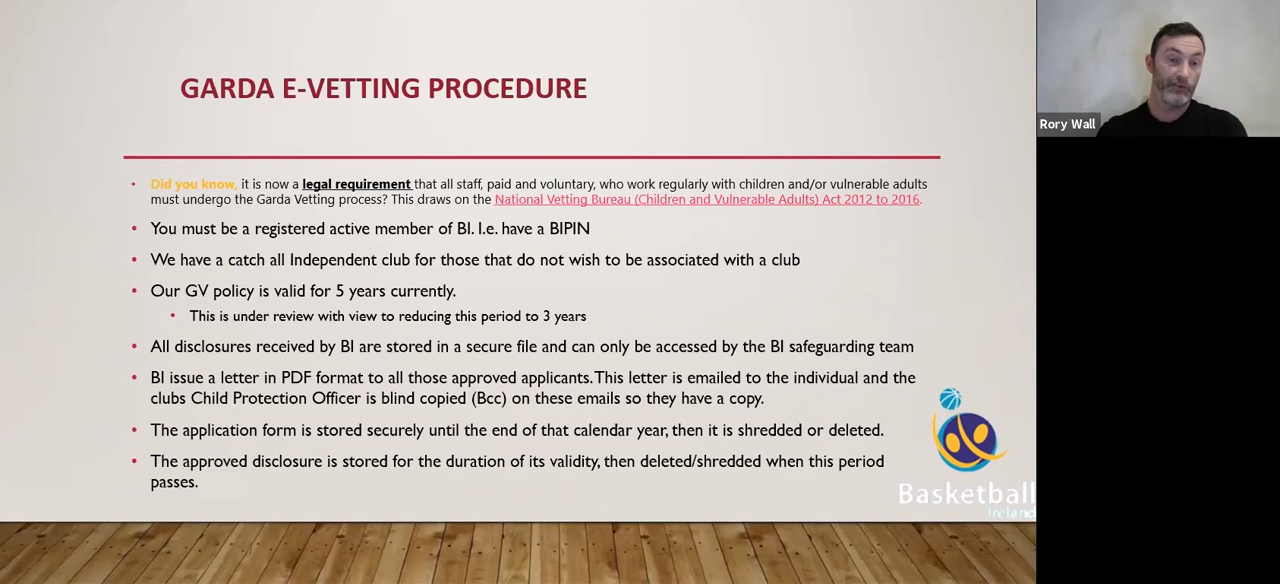 GARDA E-VETTING PROCEDURE
Rory Wall
• Did you know, it is now a legal requirement that all staff, paid and voluntary, who work regularly with children and/or vulnerable adults
must undergo the Garda Vetting process? This draws on the National Vetting Bureau (Children and Vulnerable Adults) Act 2012 to 2016.
• You must be a registered active member of BI. I.e. have a BIPIN
• We have a catch all Independent club for those that do not wish to be associated with a club
• Our GV policy is valid for 5 years currently.
• This is under review with view to reducing this period to 3 years
• All disclosures received by BI are stored in a secure file and can only be accessed by the BI safeguarding team
• BI issue a letter in PDF format to all those approved applicants. This letter is emailed to the individual and the
clubs Child Protection Officer is blind copied (Bcc) on these emails so they have a copy.
• The application form is stored securely until the end of that calendar year, then it is shredded or deleted.
• The approved disclosure is stored for the duration of its validity, then deleted/shredded when this period
passes.
Basketball
Ireland